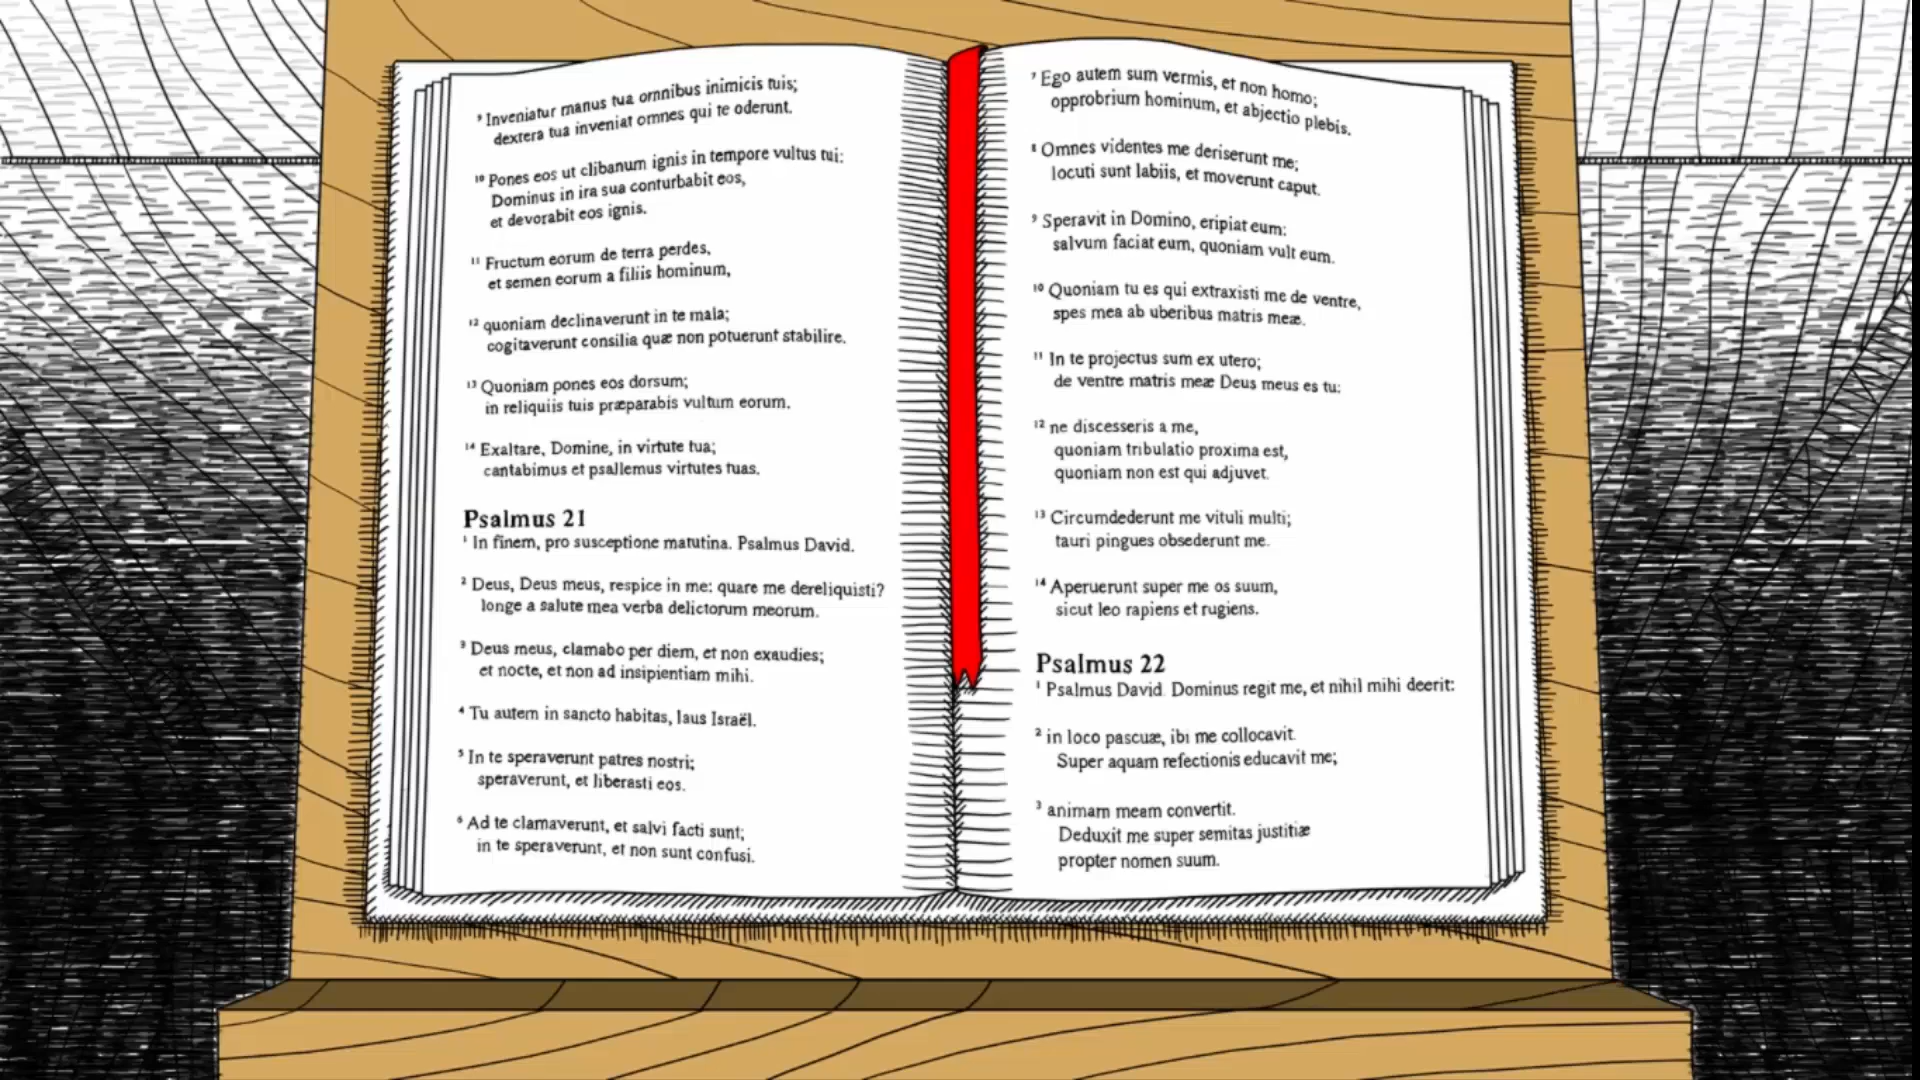 ⁹ Inveniatur manus tua omnibus inimicis tuis;
dextera tua inveniat omnes qui te oderunt.
¹⁰ Pones eos ut clibanum ignis in tempore vultus tui:
Dominus in ira sua conturbabit eos,
et devorabit eos ignis.
¹¹ Fructum eorum de terra perdes,
et semen eorum a filiis hominum,
¹² quoniam declinaverunt in te mala;
cogitaverunt consilia quæ non potuerunt stabilire.
¹³ Quoniam pones eos dorsum;
in reliquiis tuis præparabis vultum eorum.
¹⁴ Exaltare, Domine, in virtute tua;
cantabimus et psallemus virtutes tuas.
Psalmus 21
¹ In finem, pro susceptione matutina. Psalmus David.
² Deus, Deus meus, respice in me: quare me dereliquisti?
longe a salute mea verba delictorum meorum.
³ Deus meus, clamabo per diem, et non exaudies;
et nocte, et non ad insipientiam mihi.
⁴ Tu autem in sancto habitas, laus Israël.
⁵ In te speraverunt patres nostri;
speraverunt, et liberasti eos.
⁶ Ad te clamaverunt, et salvi facti sunt;
in te speraverunt, et non sunt confusi.
⁷ Ego autem sum vermis, et non homo;
opprobrium hominum, et abjectio plebis.
⁸ Omnes videntes me deriserunt me;
locuti sunt labiis, et moverunt caput.
⁹ Speravit in Domino, eripiat eum:
salvum faciat eum, quoniam vult eum.
¹⁰ Quoniam tu es qui extraxisti me de ventre,
spes mea ab uberibus matris meæ.
¹¹ In te projectus sum ex utero;
de ventre matris meæ Deus meus es tu:
¹² ne discesseris a me,
quoniam tribulatio proxima est,
quoniam non est qui adjuvet.
¹³ Circumdederunt me vituli multi;
tauri pingues obsederunt me.
¹⁴ Aperuerunt super me os suum,
sicut leo rapiens et rugiens.
Psalmus 22
¹ Psalmus David. Dominus regit me, et nihil mihi deerit:
² in loco pascuæ, ibi me collocavit.
Super aquam refectionis educavit me;
³ animam meam convertit.
Deduxit me super semitas justitiæ
propter nomen suum.